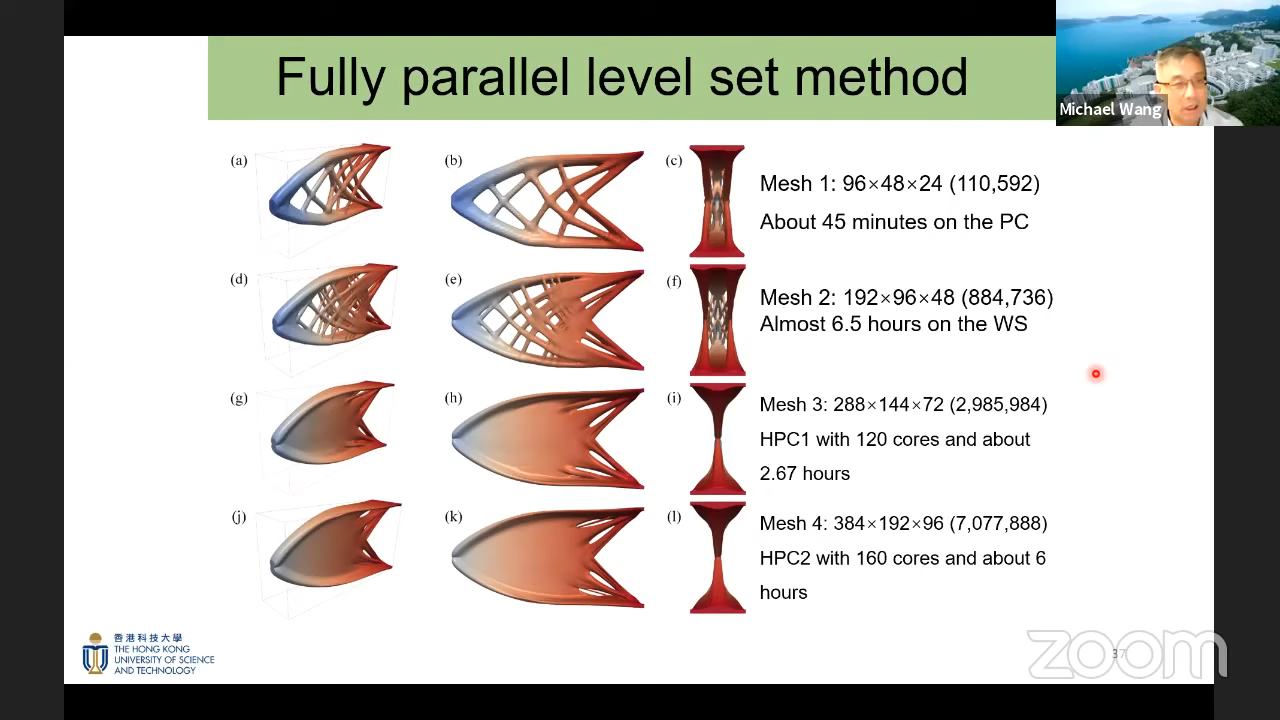 Fully parallel level set method
Michael Wang
(a)
(b)
(c)
Mesh 1: 96×48×24 (110,592)
About 45 minutes on the PC
(d)
(e)
(f)
Mesh 2: 192×96×48 (884,736)
Almost 6.5 hours on the WS
(g)
(h)
(i)
Mesh 3: 288×144×72 (2,985,984)
HPC1 with 120 cores and about
2.67 hours
(j)
(k)
(l)
Mesh 4: 384×192×96 (7,077,888)
HPC2 with 160 cores and about 6
hours
香港科技大學
THE HONG KONG
UNIVERSITY OF SCIENCE
AND TECHNOLOGY
37
zoom